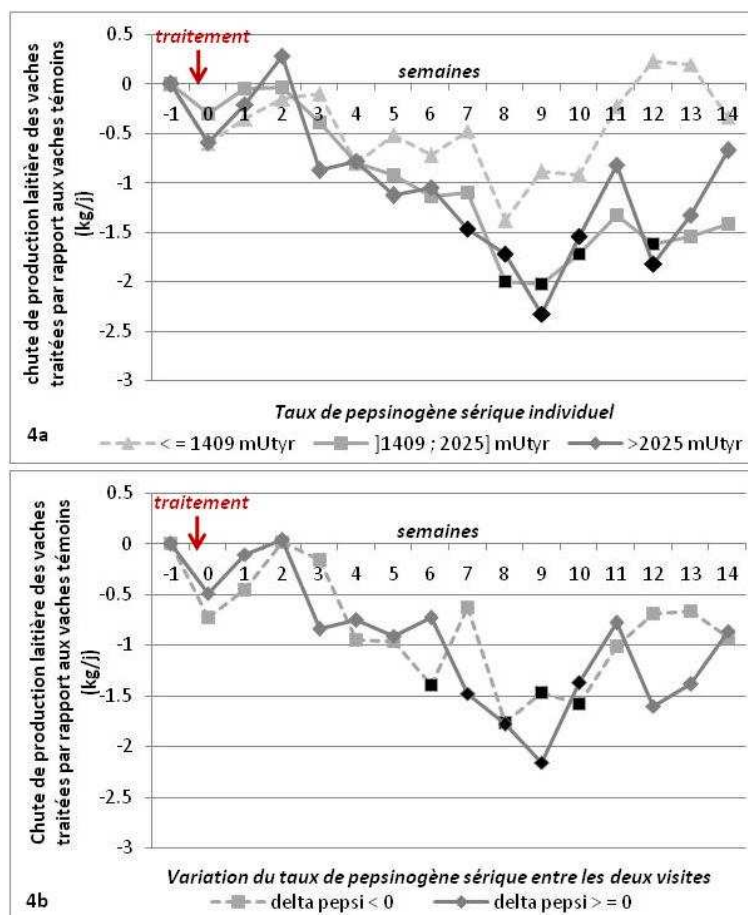 0.5
traitement
semaines
0
-1 0 1 2 3 4 5 6 7 8 9 10 11 12 13 14
-0.5
-1
-1.5
-2
-2.5
-3
chute de production laitière des vaches
traitées par rapport aux vaches témoins
(kg/j)
Taux de pepsinogène sérique individuel
4a
< = 1409 mUtyr ]1409 ; 2025] mUtyr >2025 mUtyr
0.5
traitement
semaines
0
-1 0 1 2 3 4 5 6 7 8 9 10 11 12 13 14
-0.5
-1
-1.5
-2
-2.5
-3
Chute de production laitière des vaches
traitées par rapport aux vaches témoins
(kg/j)
Variation du taux de pepsinogène sérique entre les deux visites
4b
delta pepsi < 0 delta pepsi > = 0